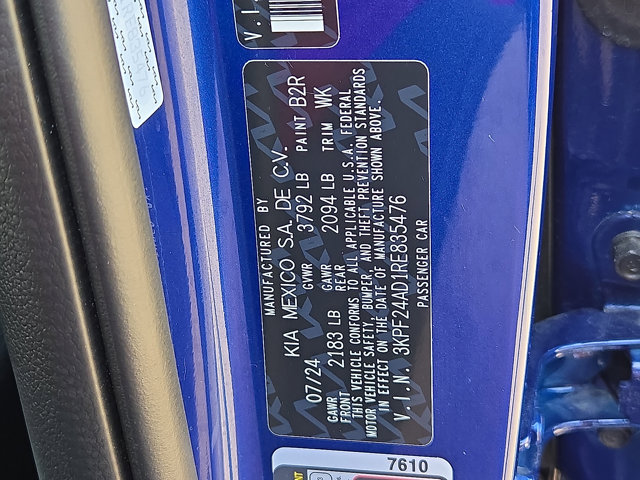 V.I.
MANUFACTURED BY
KIA MEXICO S.A. DE C.V.
07/24 GVWR 3792 LB PAINT B2R
GAWR FRONT 2183 LB GAWR REAR 2094 LB TRIM WK
THIS VEHICLE CONFORMS TO ALL APPLICABLE U.S.A. FEDERAL
MOTOR VEHICLE SAFETY, BUMPER, AND THEFT PREVENTION STANDARDS
IN EFFECT ON THE DATE OF MANUFACTURE SHOWN ABOVE.
V.I.N. 3KPF24AD1RE835476
PASSENGER CAR
7610